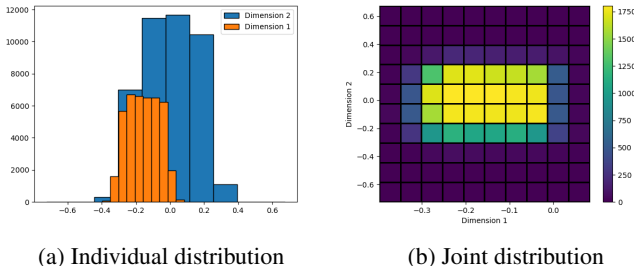 12000
10000
8000
6000
4000
2000
0
−0.6 −0.4 −0.2 0.0 0.2 0.4 0.6
Dimension 2
Dimension 1
(a) Individual distribution
Dimension 2
0.6
0.4
0.2
0.0
−0.2
−0.4
−0.6
−0.3 −0.2 −0.1 0.0
Dimension 1
1750
1500
1250
1000
750
500
250
0
(b) Joint distribution